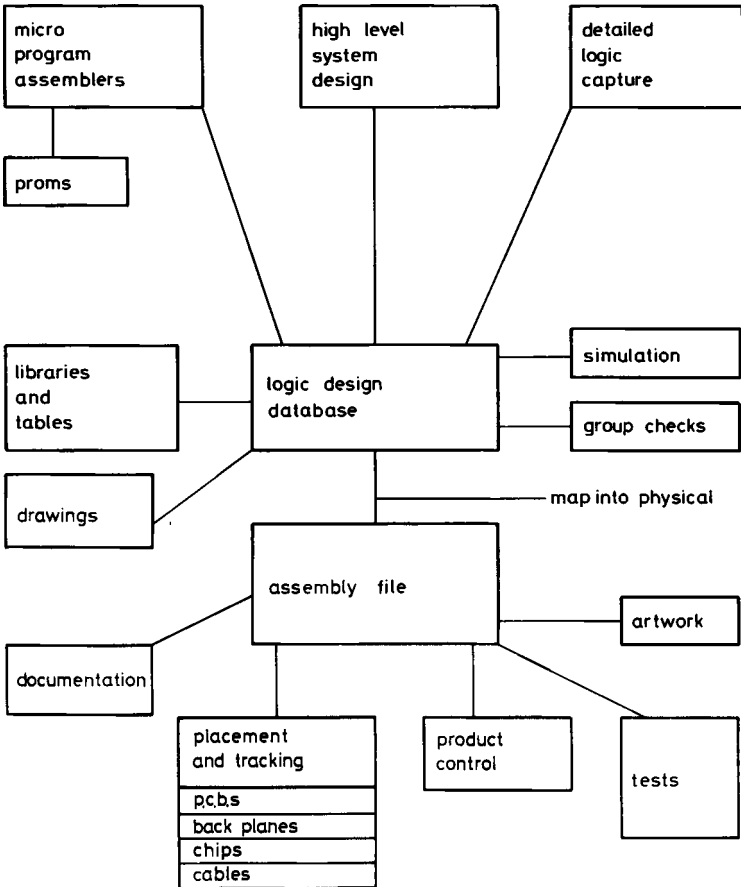 micro
program
assemblers
high level
system
design
detailed
logic
capture
proms
libraries
and
tables
logic design
database
simulation
group checks
drawings
map into physical
assembly file
artwork
documentation
placement
and tracking
p.c.b.s
back planes
chips
cables
product
control
tests